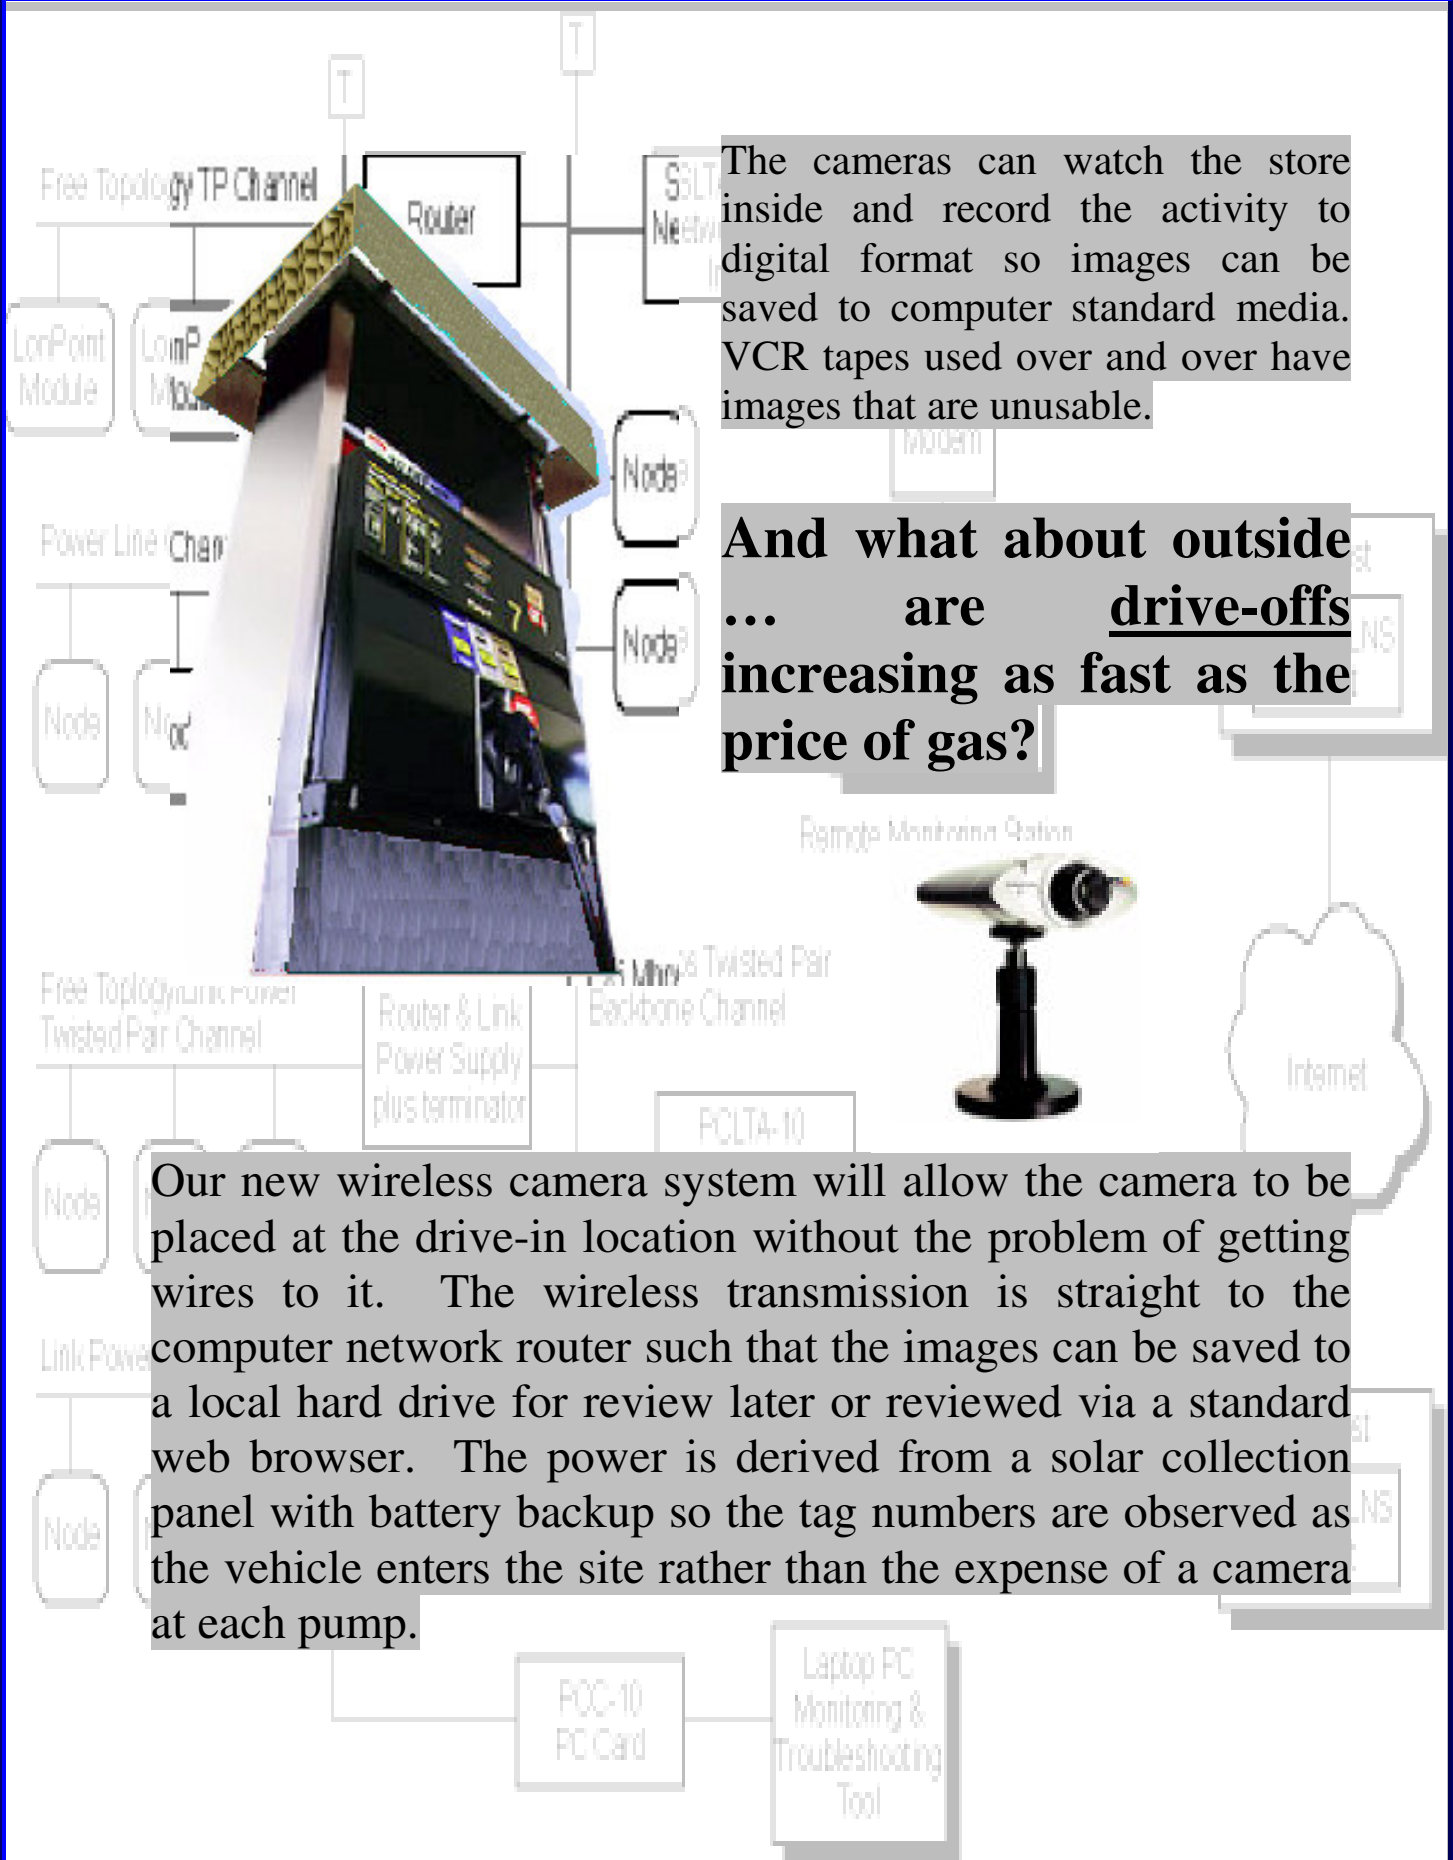 T
T
Free Topology TP Channel
Router
The cameras can watch the store
inside and record the activity to
digital format so images can be
saved to computer standard media.
VCR tapes used over and over have
images that are unusable.
LonPoint
Module
Modem
Node
Power Line
And what about outside
… are drive-offs
increasing as fast as the
price of gas?
Node
Node
Remote Monitoring Station
7
Free Toplogy/Link Power
Twisted Pair Channel
Router & Link
Power Supply
plus terminator
Twisted Pair
Backbone Channel
Internet
PCLTA-10
Node
Our new wireless camera system will allow the camera to be
placed at the drive-in location without the problem of getting
wires to it. The wireless transmission is straight to the
computer network router such that the images can be saved to
a local hard drive for review later or reviewed via a standard
web browser. The power is derived from a solar collection
panel with battery backup so the tag numbers are observed as
the vehicle enters the site rather than the expense of a camera
at each pump.
Link Power
Node
PCC-10
PC Card
Laptop PC
Monitoring &
Troubleshooting
Tool